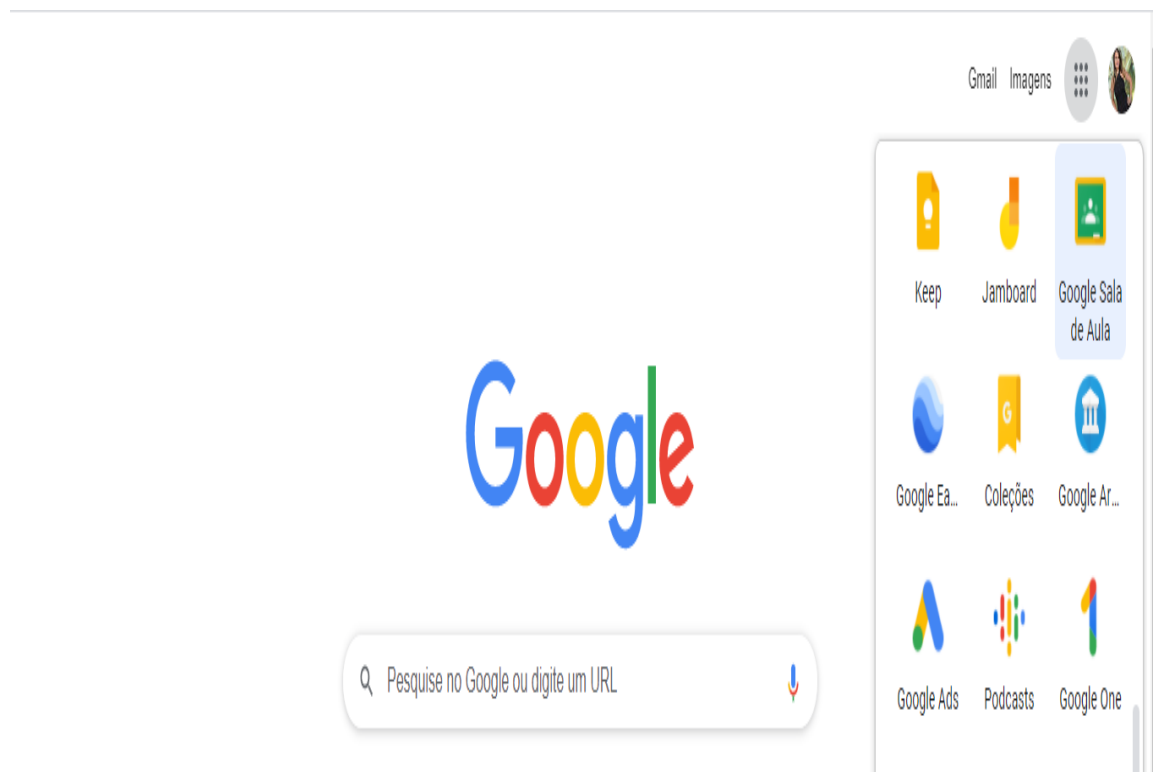 Gmail Imagens
Keep Jamboard Google Sala
de Aula
Google Ea... Coleções Google Ar...
Google
Pesquise no Google ou digite um URL
Google Ads Podcasts Google One